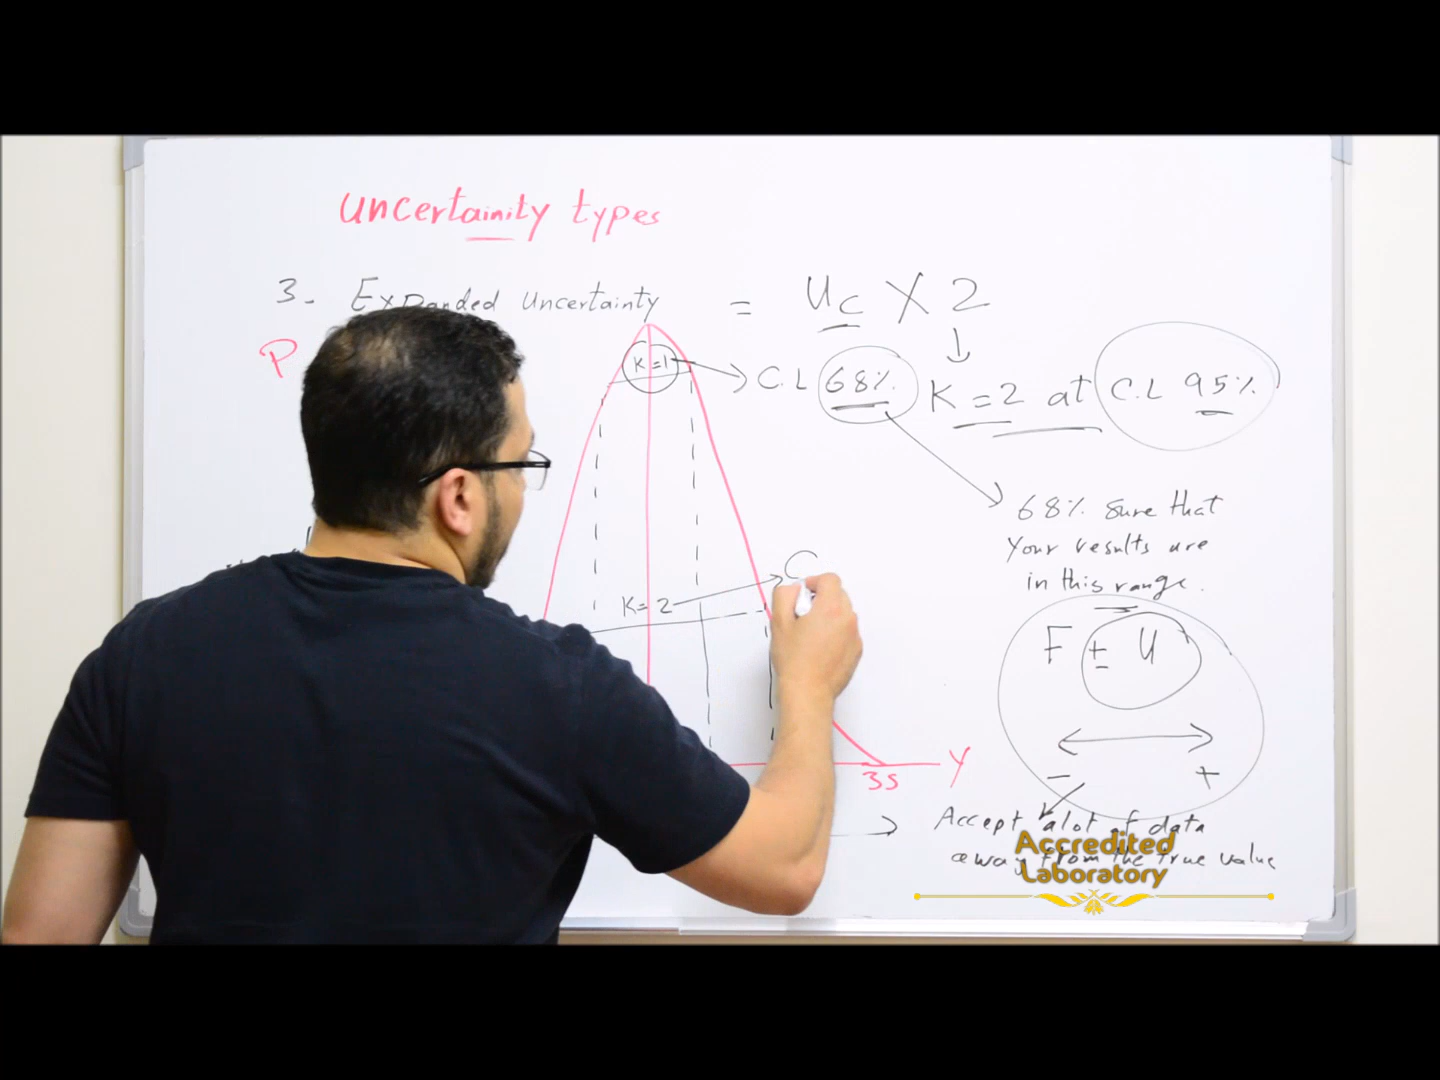 uncertainity types
3- Expanded Uncertainty = Uc X 2
P
K=1
C.L 68%
K=2 at C.L 95%
68% sure that
Your results are
in this range.
K=2
C
F ± U
- +
Y
3S
Accept alot of data
away from the true value
Accredited
Laboratory